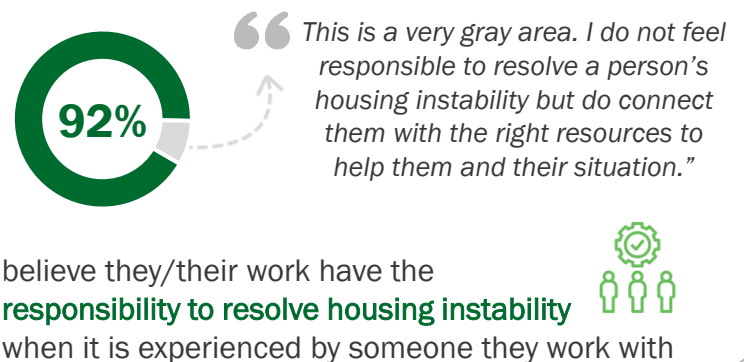 92%
“ This is a very gray area. I do not feel
responsible to resolve a person’s
housing instability but do connect
them with the right resources to
help them and their situation.”
believe they/their work have the
responsibility to resolve housing instability
when it is experienced by someone they work with